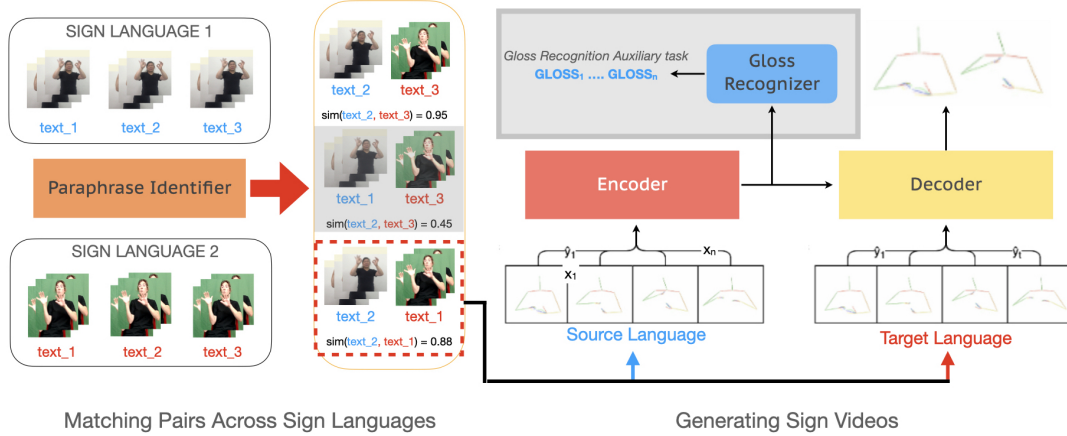 SIGN LANGUAGE 1
text_1 text_2 text_3
Paraphrase Identifier
SIGN LANGUAGE 2
text_1 text_2 text_3
text_2 text_3
sim(text_2, text_3) = 0.95
text_1 text_3
sim(text_2, text_3) = 0.45
text_2 text_1
sim(text_2, text_1) = 0.88
Matching Pairs Across Sign Languages
Gloss Recognition Auxiliary task
GLOSS₁ .... GLOSSₙ
Gloss
Recognizer
Encoder
Decoder
ŷ₁ xₙ
x₁
Source Language
ŷ₁ ŷ₁
Target Language
Generating Sign Videos